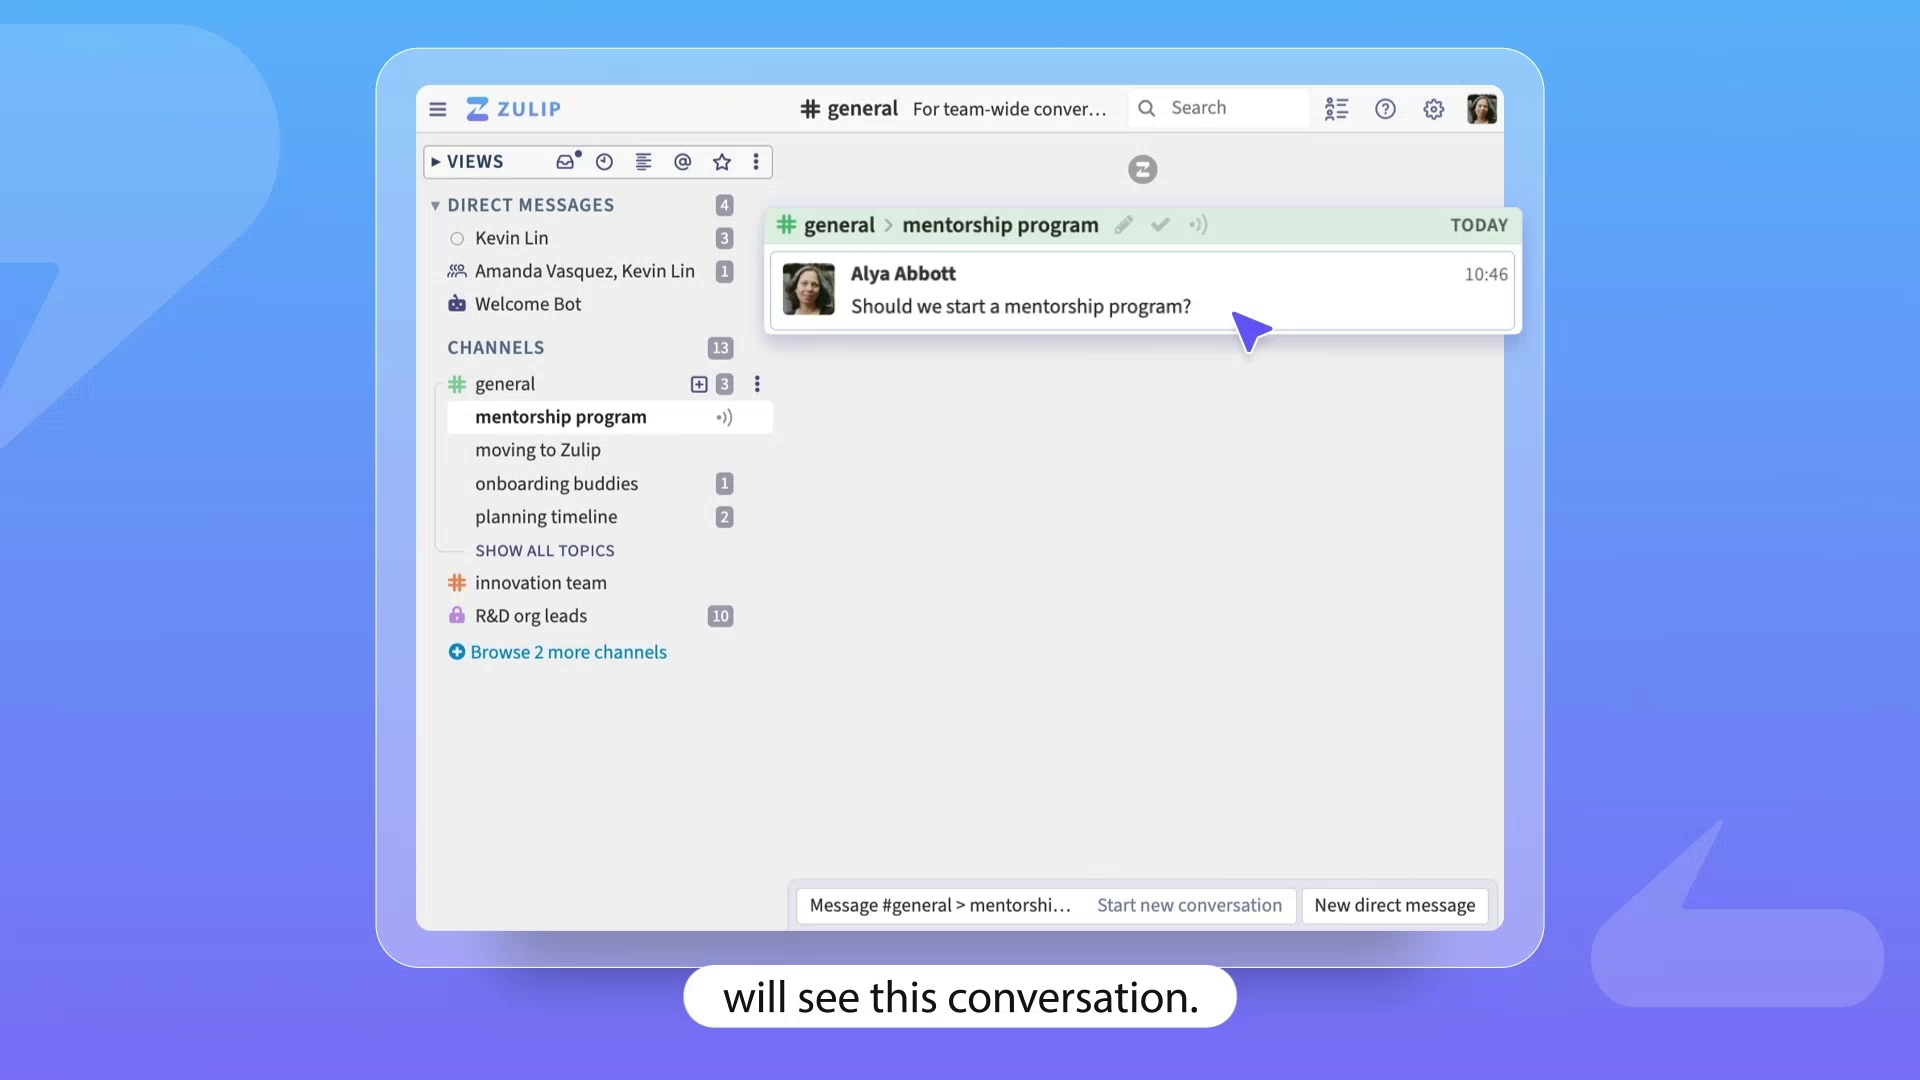 ZULIP
general For team-wide conver... Search
VIEWS
DIRECT MESSAGES 4
Kevin Lin 3
Amanda Vasquez, Kevin Lin 1
Welcome Bot
CHANNELS 13
general 3
mentorship program
moving to Zulip
onboarding buddies 1
planning timeline 2
SHOW ALL TOPICS
innovation team
R&D org leads 10
Browse 2 more channels
general > mentorship program TODAY
Alya Abbott 10:46
Should we start a mentorship program?
Message #general > mentorshi... Start new conversation New direct message
will see this conversation.